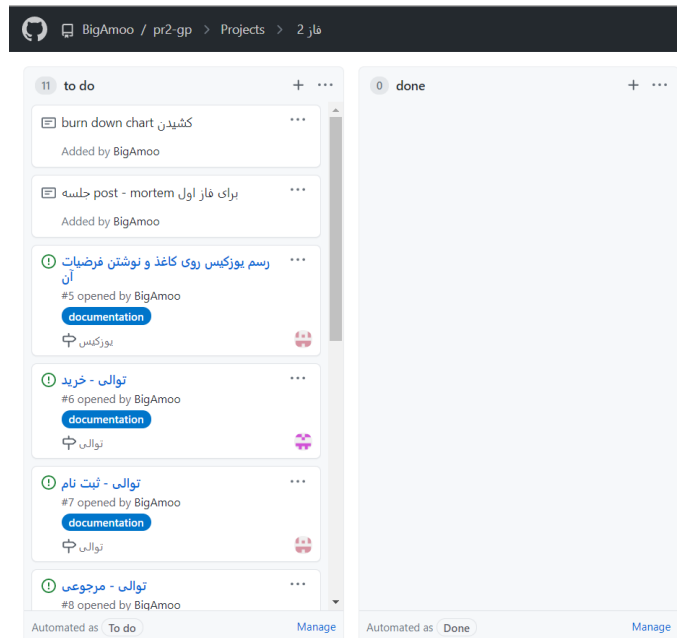 BigAmoo / pr2-gp > Projects > فاز 2
11 to do
burn down chart کشیدن
Added by BigAmoo
جلسه post - mortem برای فاز اول
Added by BigAmoo
رسم یوزکیس روی کاغذ و نوشتن فرضیات
آن
#5 opened by BigAmoo
documentation
یوزکیس
توالی - خرید
#6 opened by BigAmoo
documentation
توالی
توالی - ثبت نام
#7 opened by BigAmoo
documentation
توالی
توالی - مرجوعی
#8 opened by BigAmoo
Automated as To do Manage
0 done
Automated as Done Manage